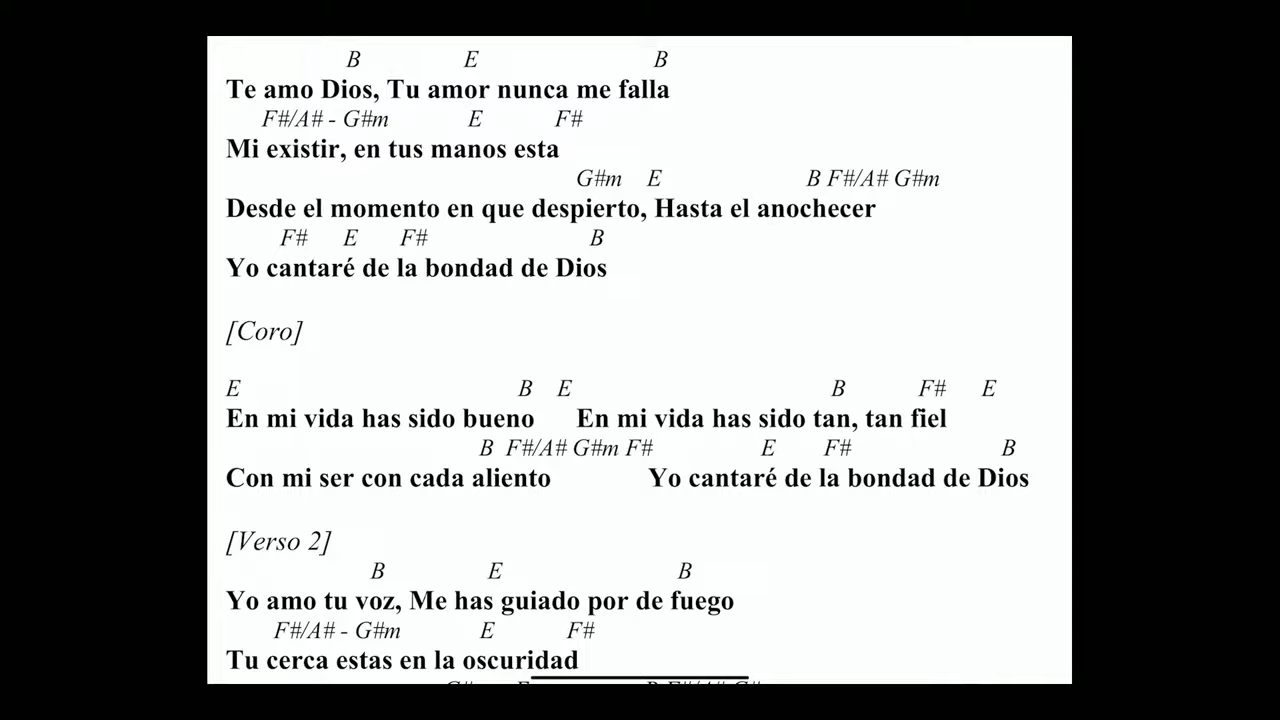 B E B
Te amo Dios, Tu amor nunca me falla
F#/A# - G#m E F#
Mi existir, en tus manos esta
G#m E B F#/A# G#m
Desde el momento en que despierto, Hasta el anochecer
F# E F# B
Yo cantaré de la bondad de Dios
[Coro]
E B E B F# E
En mi vida has sido bueno En mi vida has sido tan, tan fiel
B F#/A# G#m F# E F# B
Con mi ser con cada aliento Yo cantaré de la bondad de Dios
[Verso 2]
B E B
Yo amo tu voz, Me has guiado por de fuego
F#/A# - G#m E F#
Tu cerca estas en la oscuridad